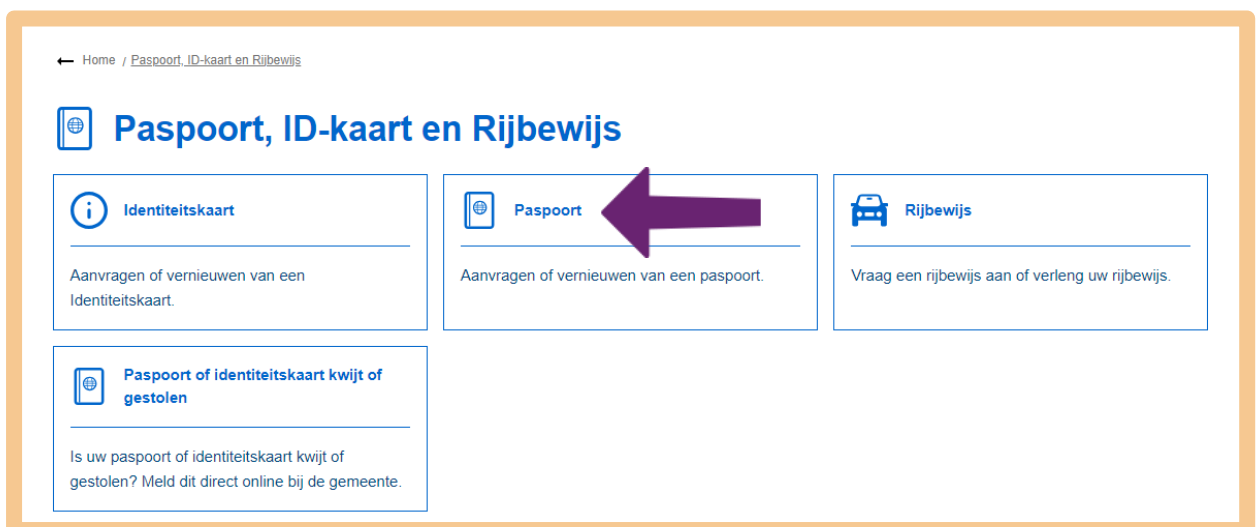 Home / Paspoort, ID-kaart en Rijbewijs
Paspoort, ID-kaart en Rijbewijs
Identiteitskaart
Aanvragen of vernieuwen van een
Identiteitskaart.
Paspoort
Aanvragen of vernieuwen van een paspoort.
Rijbewijs
Vraag een rijbewijs aan of verleng uw rijbewijs.
Paspoort of identiteitskaart kwijt of
gestolen
Is uw paspoort of identiteitskaart kwijt of
gestolen? Meld dit direct online bij de gemeente.